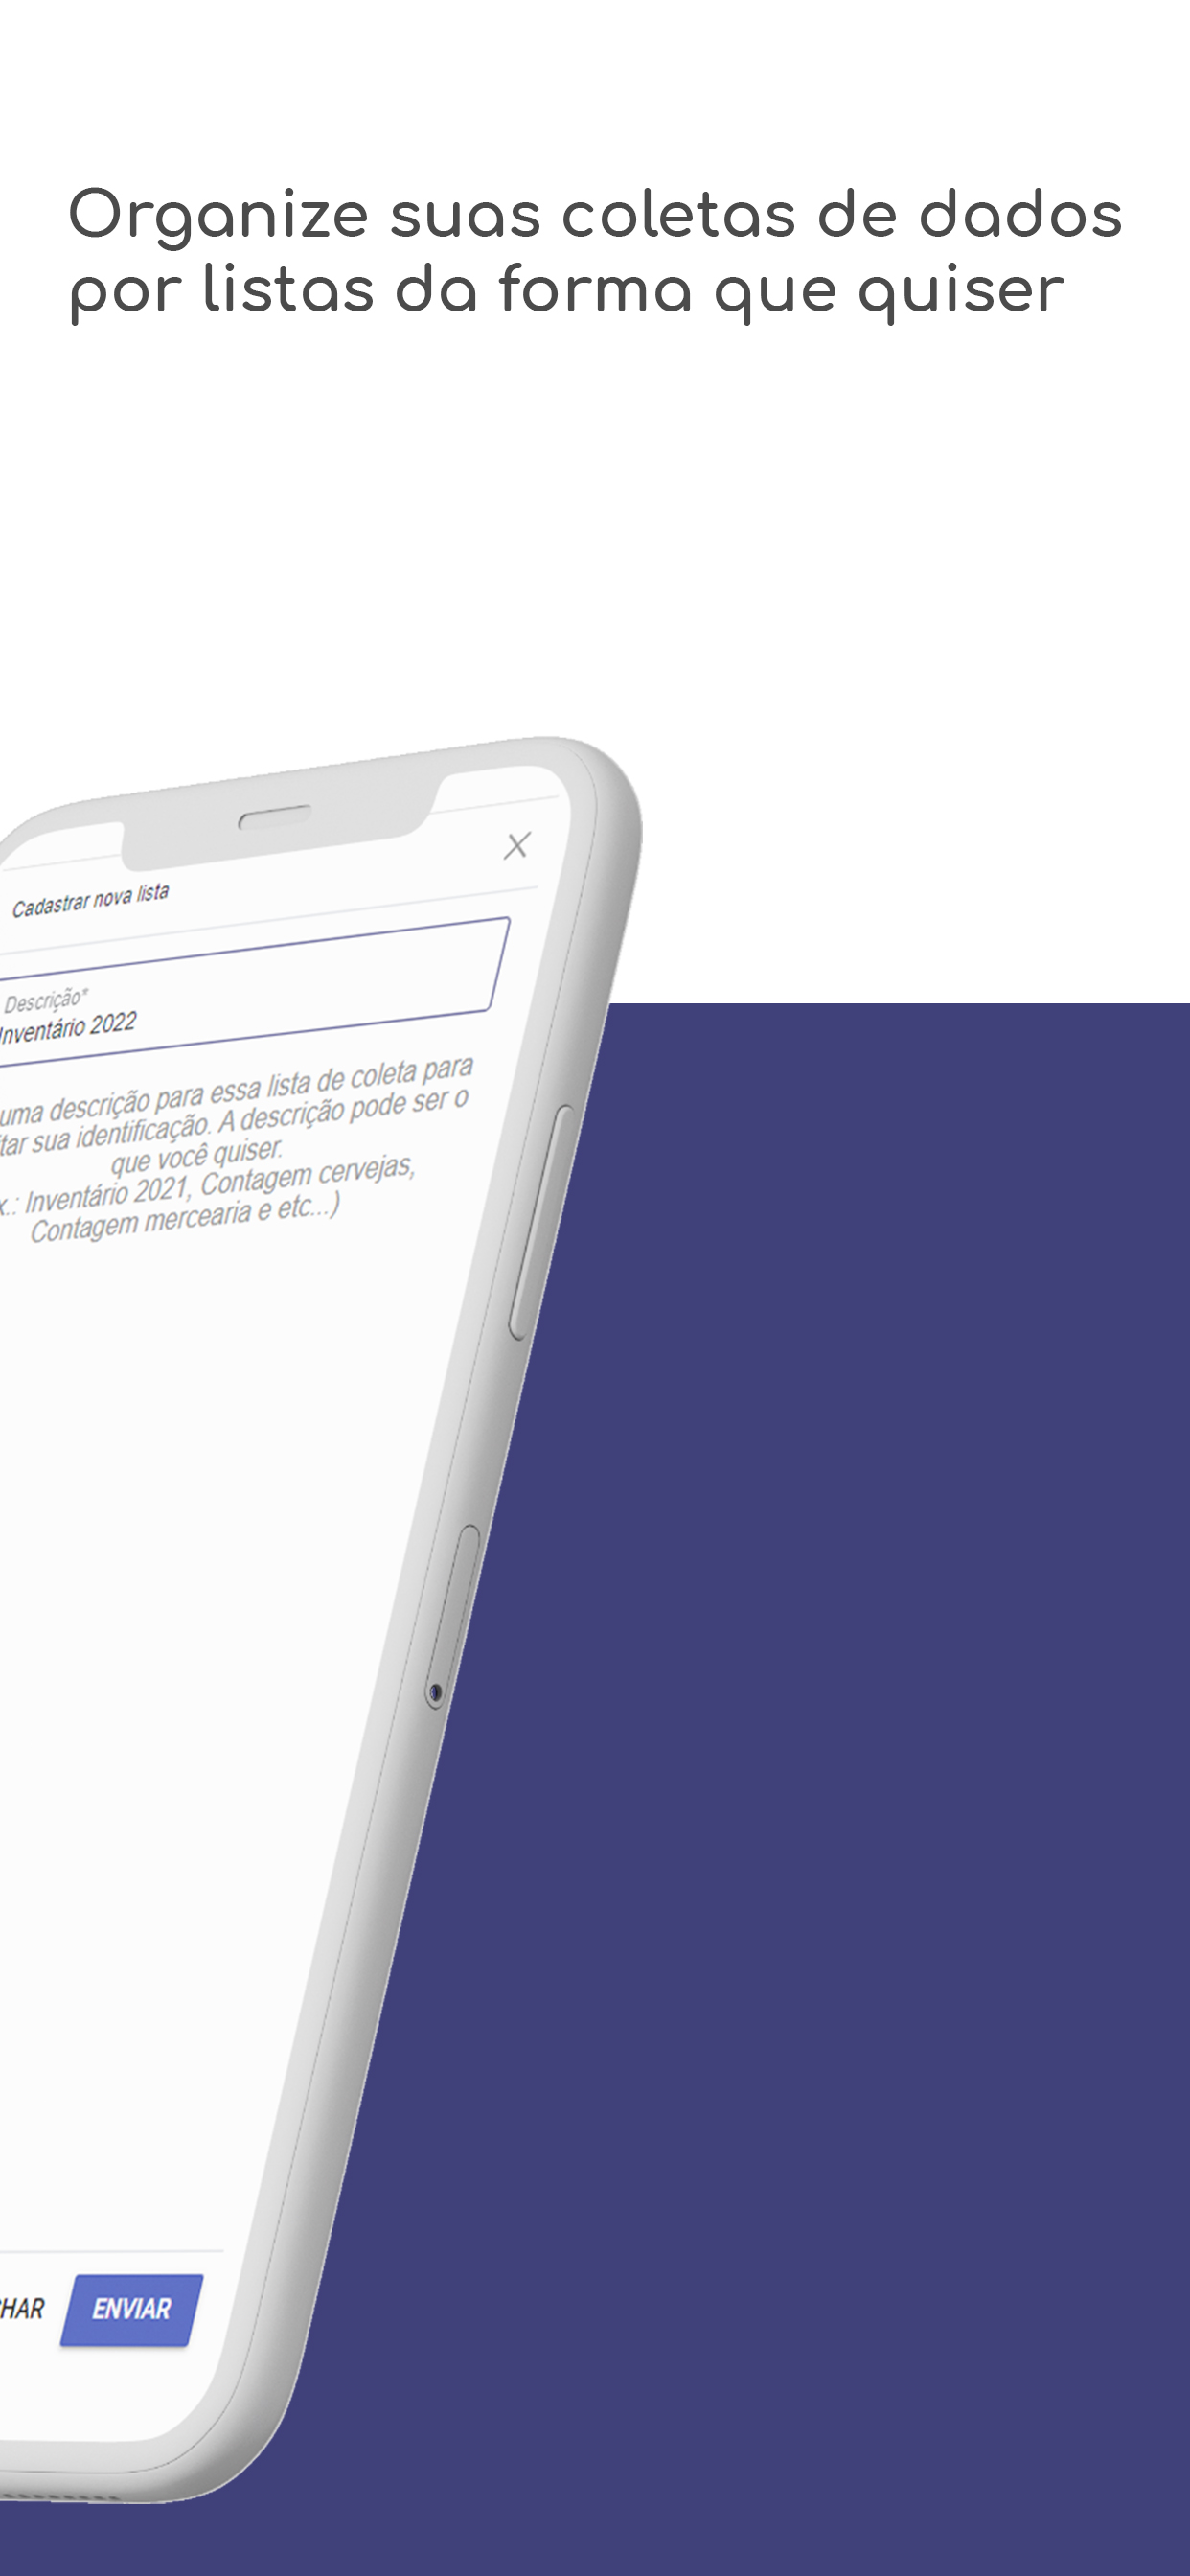 Organize suas coletas de dados
por listas da forma que quiser
Cadastrar nova lista
Descrição*
Inventário 2022
uma descrição para essa lista de coleta para
tar sua identificação. A descrição pode ser o
que você quiser.
x.: Inventário 2021, Contagem cervejas,
Contagem mercearia e etc...)
HAR ENVIAR